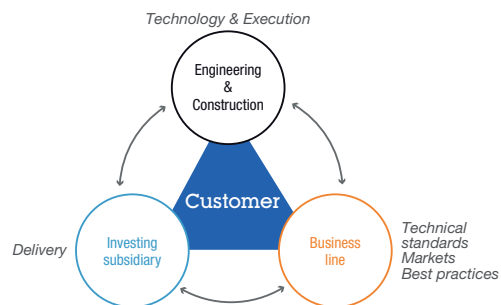 Technology & Execution
Engineering
&
Construction
Customer
Delivery
Investing
subsidiary
Business
line
Technical
standards
Markets
Best practices